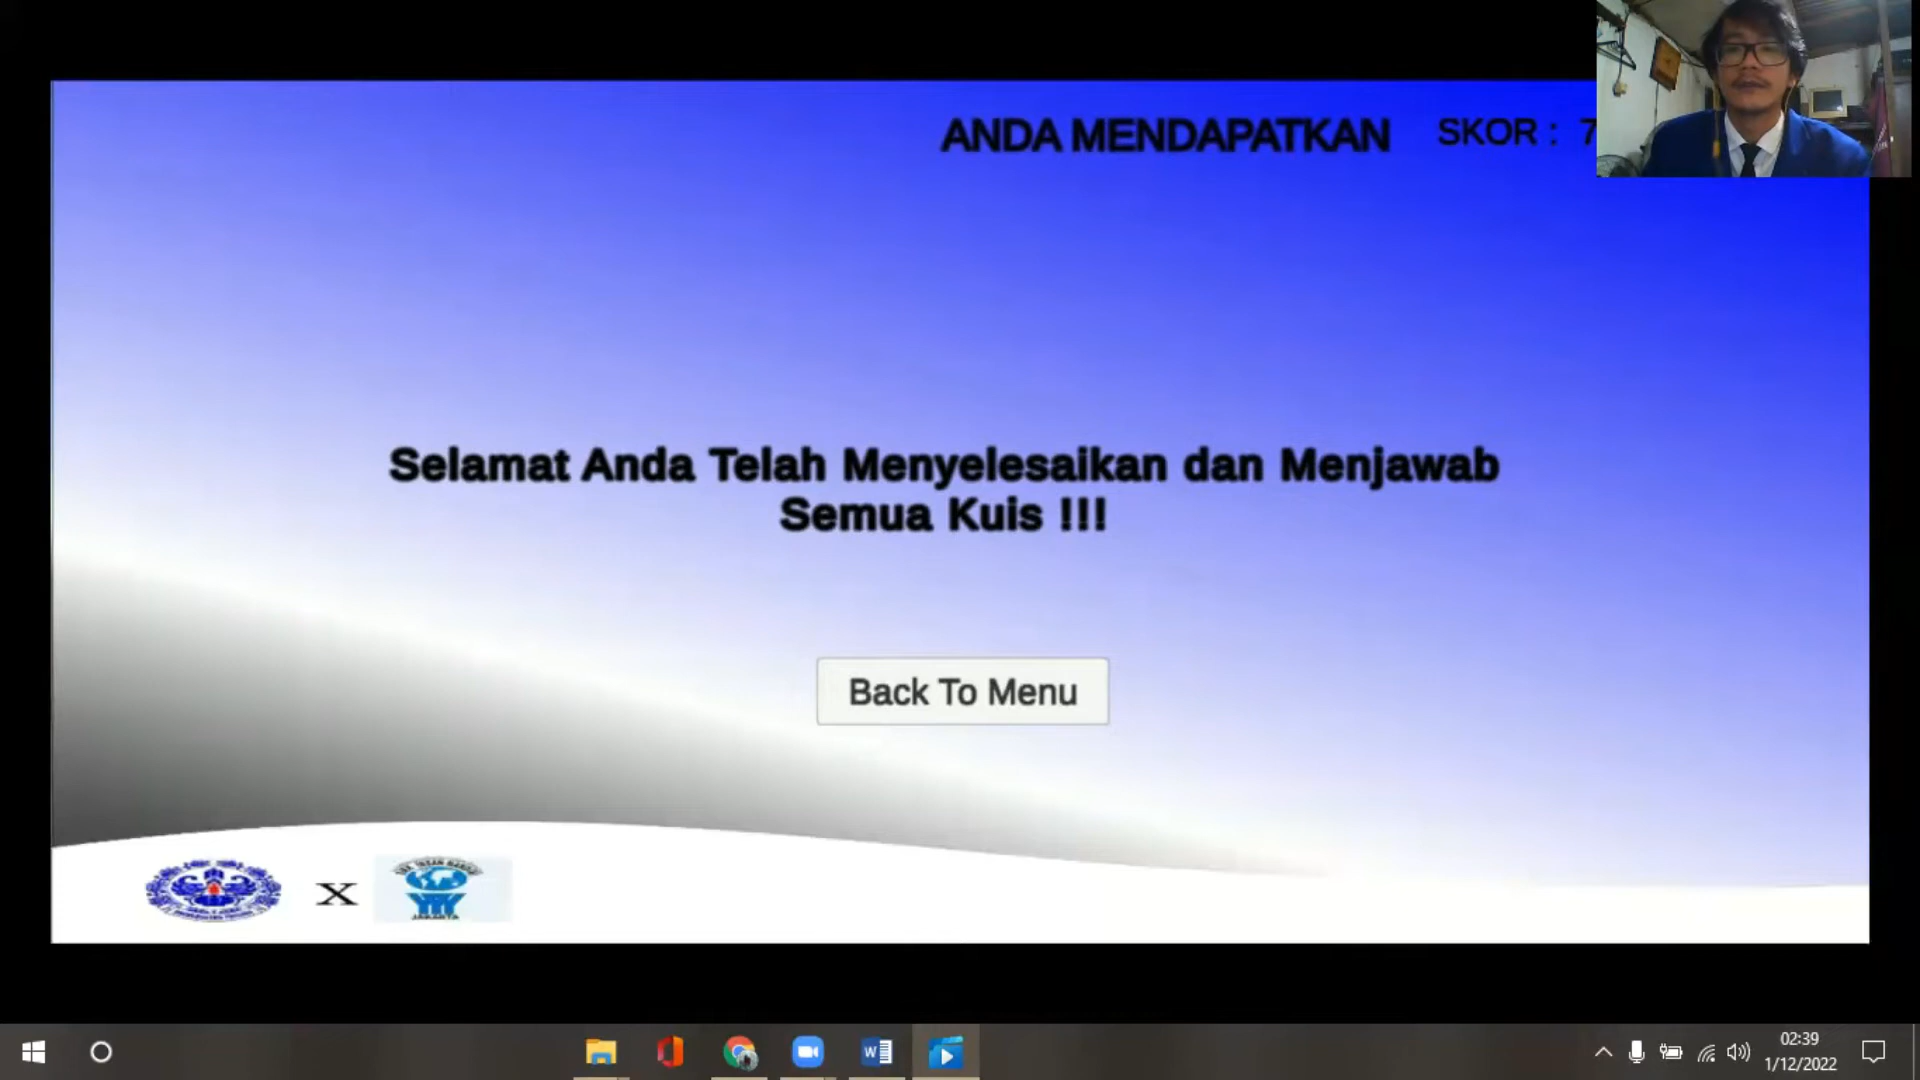 ANDA MENDAPATKAN SKOR : 7
Selamat Anda Telah Menyelesaikan dan Menjawab
Semua Kuis !!!
Back To Menu
X
JAKARTA
02:39
1/12/2022